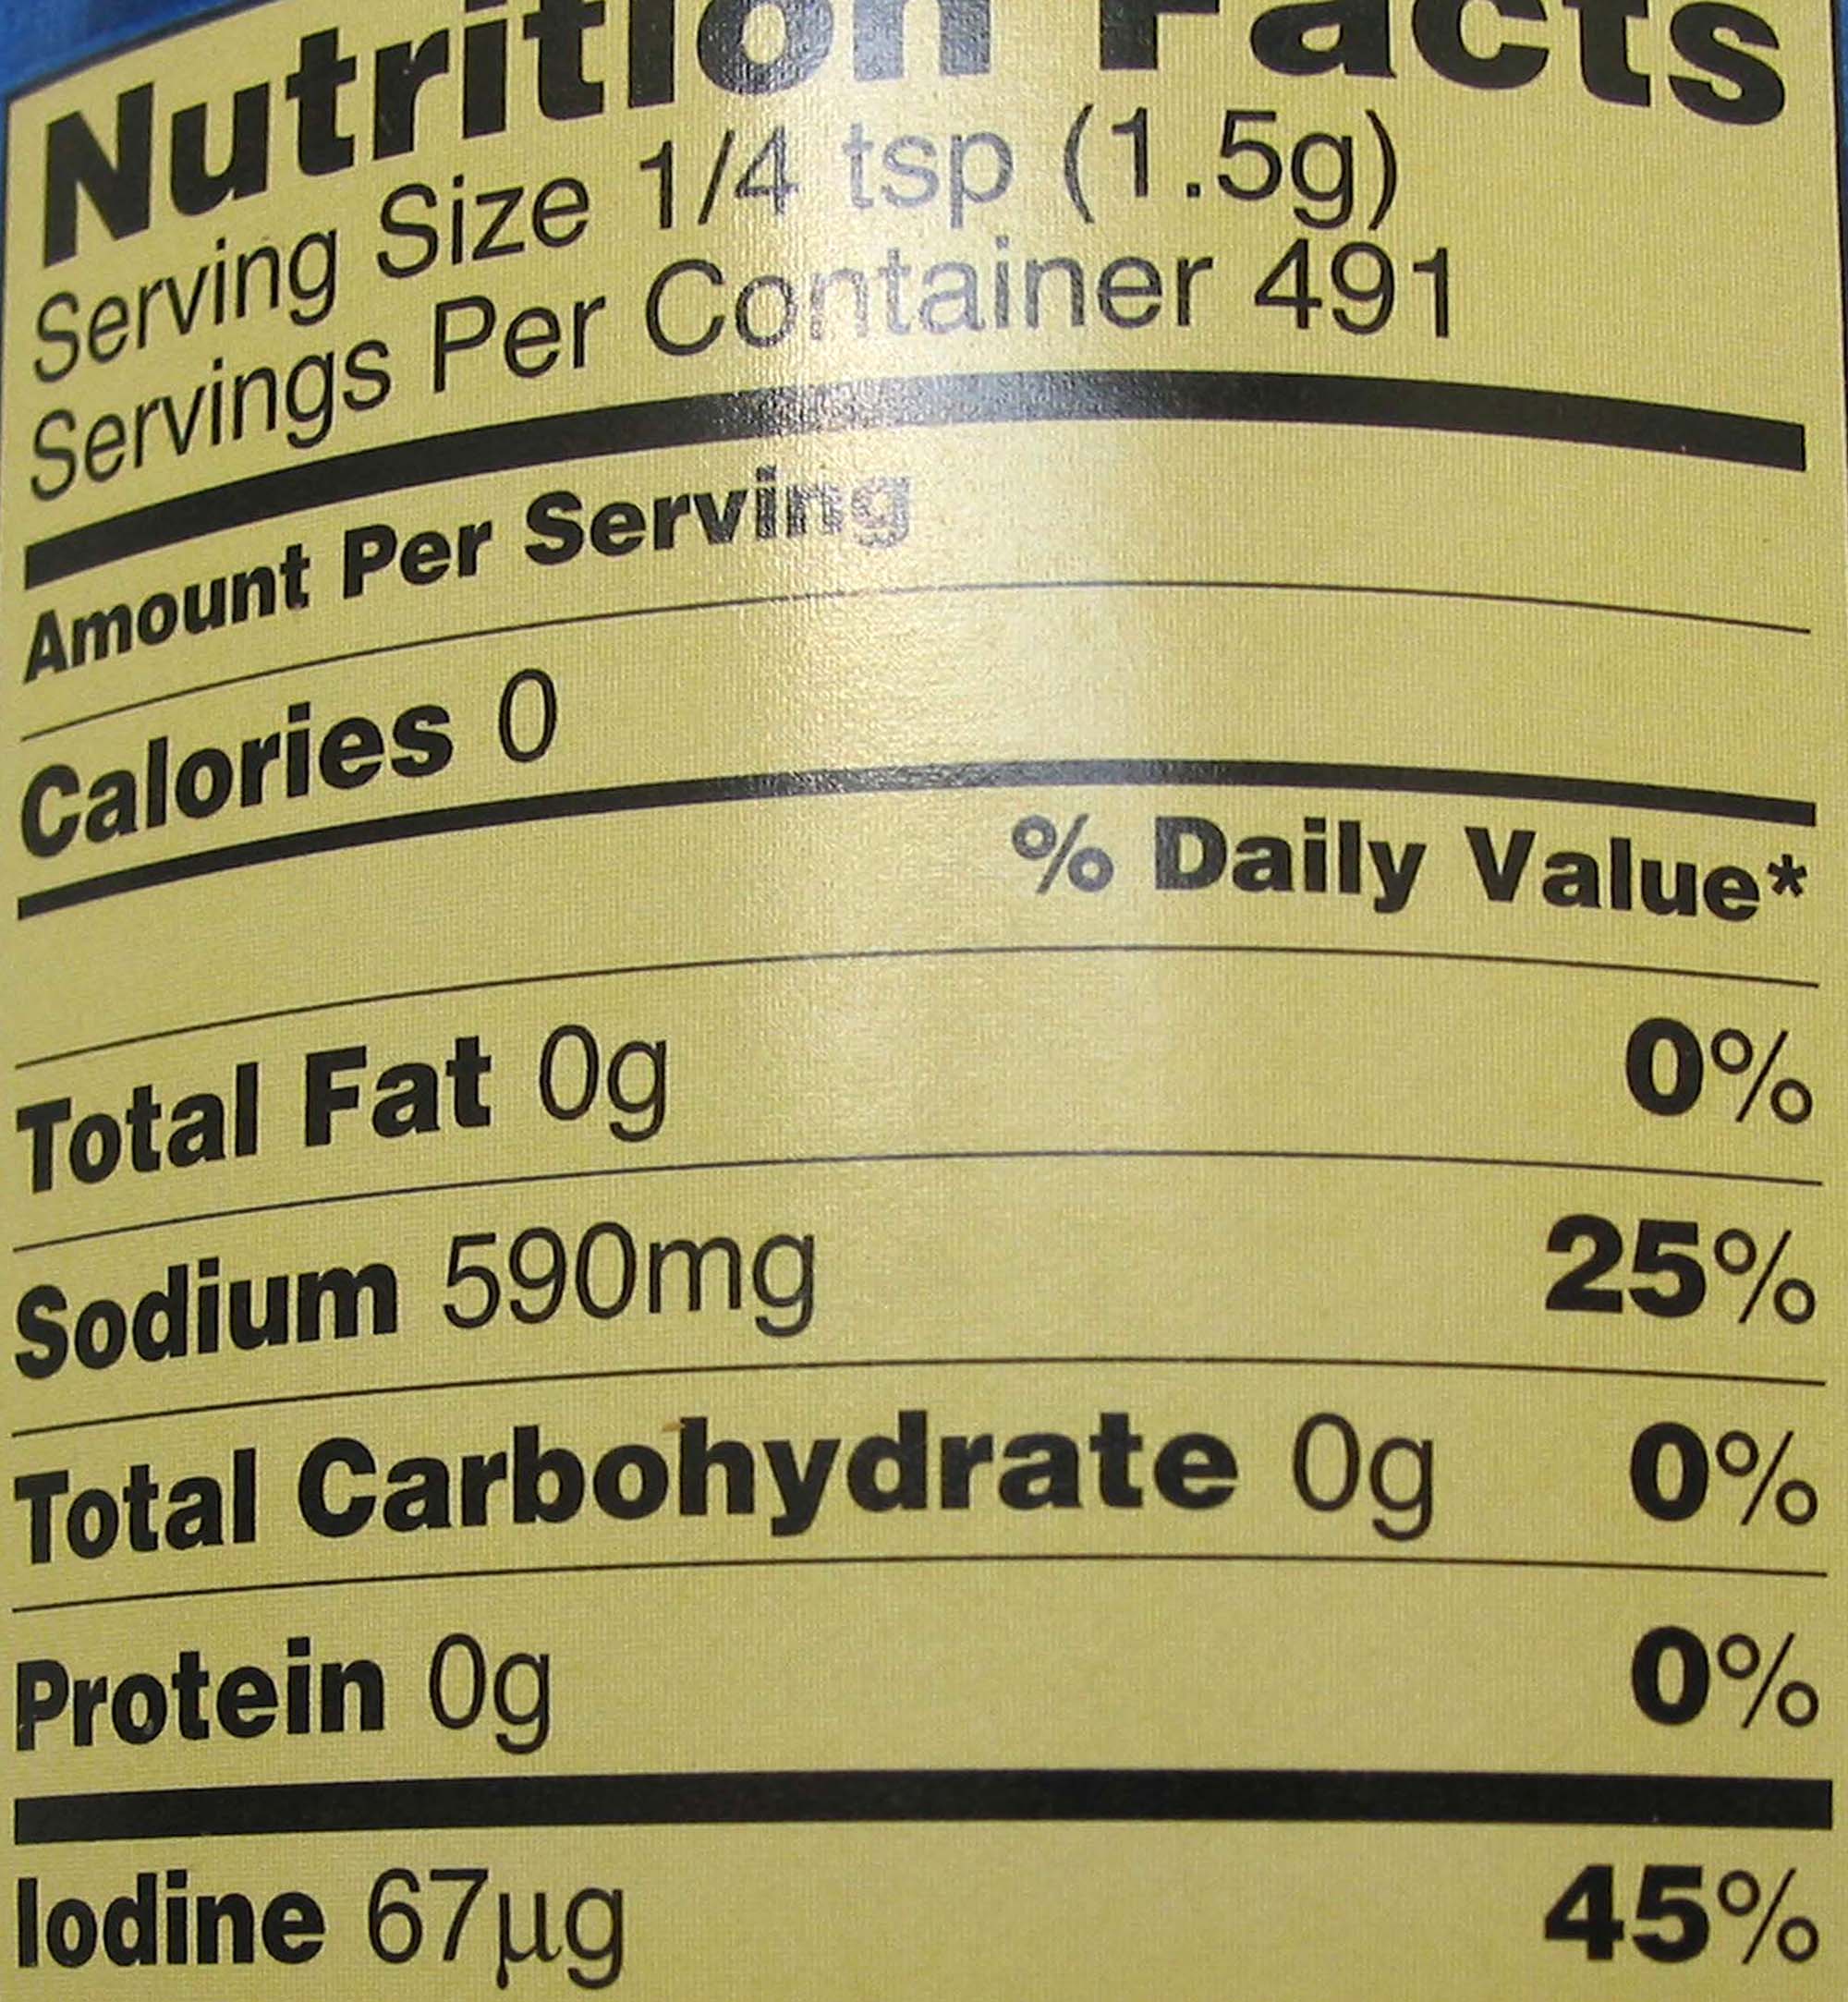 Nutrition Facts
Serving Size 1/4 tsp (1.5g)
Servings Per Container 491
Amount Per Serving
Calories 0
% Daily Value*
Total Fat 0g 0%
Sodium 590mg 25%
Total Carbohydrate 0g 0%
Protein 0g 0%
Iodine 67µg 45%